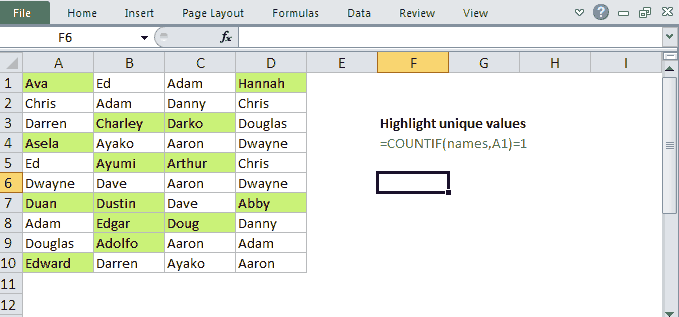 File Home Insert Page Layout Formulas Data Review View
F6 fx
A B C D E F G H I
1 Ava Ed Adam Hannah
2 Chris Adam Danny Chris
3 Darren Charley Darko Douglas Highlight unique values
4 Asela Ayako Aaron Dwayne =COUNTIF(names,A1)=1
5 Ed Ayumi Arthur Chris
6 Dwayne Dave Aaron Dwayne
7 Duan Dustin Dave Abby
8 Adam Edgar Doug Danny
9 Douglas Adolfo Aaron Adam
10 Edward Darren Ayako Aaron
11
12